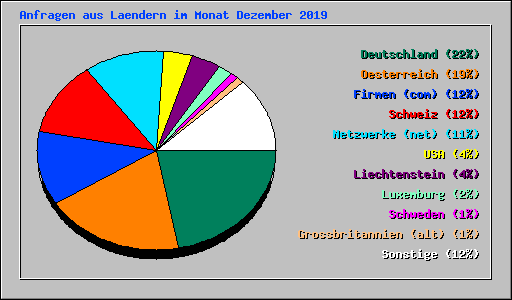 Anfragen aus Laendern im Monat Dezember 2019
Deutschland (22%)
Oesterreich (19%)
Firmen (com) (12%)
Schweiz (12%)
Netzwerke (net) (11%)
USA (4%)
Liechtenstein (4%)
Luxemburg (2%)
Schweden (1%)
Grossbritannien (alt) (1%)
Sonstige (12%)